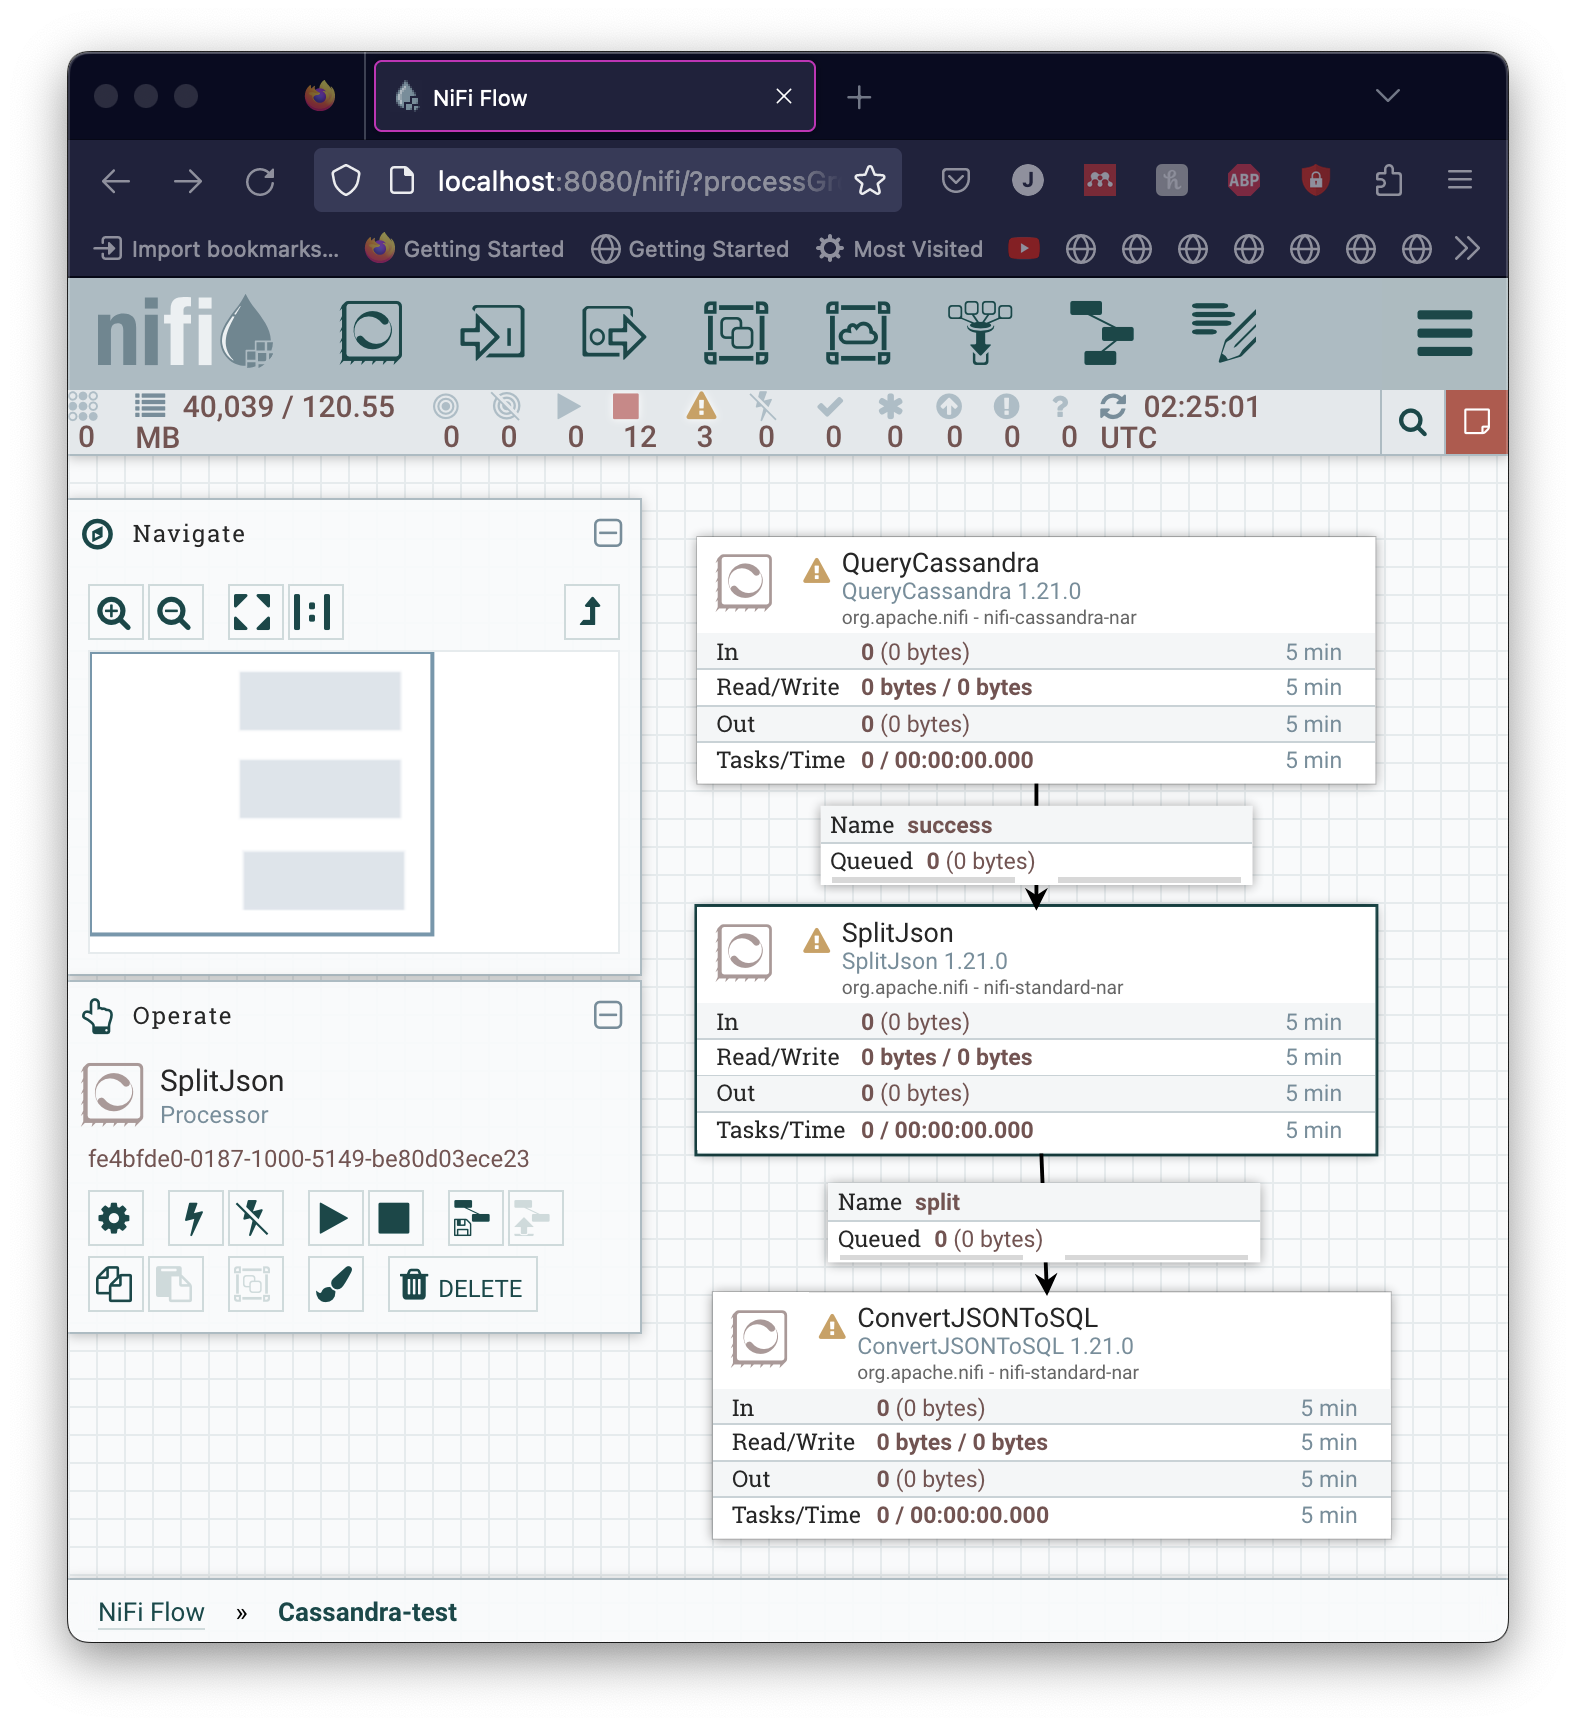 NiFi Flow
localhost:8080/nifi/?processGr
J
ABP
Import bookmarks...
Getting Started
Getting Started
Most Visited
nifi
40,039 / 120.55 MB
0
0
0
0
12
3
0
0
0
0
0
0
02:25:01 UTC
Navigate
Operate
SplitJson
Processor
fe4bfde0-0187-1000-5149-be80d03ece23
DELETE
QueryCassandra
QueryCassandra 1.21.0
org.apache.nifi - nifi-cassandra-nar
In 0 (0 bytes) 5 min
Read/Write 0 bytes / 0 bytes 5 min
Out 0 (0 bytes) 5 min
Tasks/Time 0 / 00:00:00.000 5 min
Name success
Queued 0 (0 bytes)
SplitJson
SplitJson 1.21.0
org.apache.nifi - nifi-standard-nar
In 0 (0 bytes) 5 min
Read/Write 0 bytes / 0 bytes 5 min
Out 0 (0 bytes) 5 min
Tasks/Time 0 / 00:00:00.000 5 min
Name split
Queued 0 (0 bytes)
ConvertJSONToSQL
ConvertJSONToSQL 1.21.0
org.apache.nifi - nifi-standard-nar
In 0 (0 bytes) 5 min
Read/Write 0 bytes / 0 bytes 5 min
Out 0 (0 bytes) 5 min
Tasks/Time 0 / 00:00:00.000 5 min
NiFi Flow » Cassandra-test